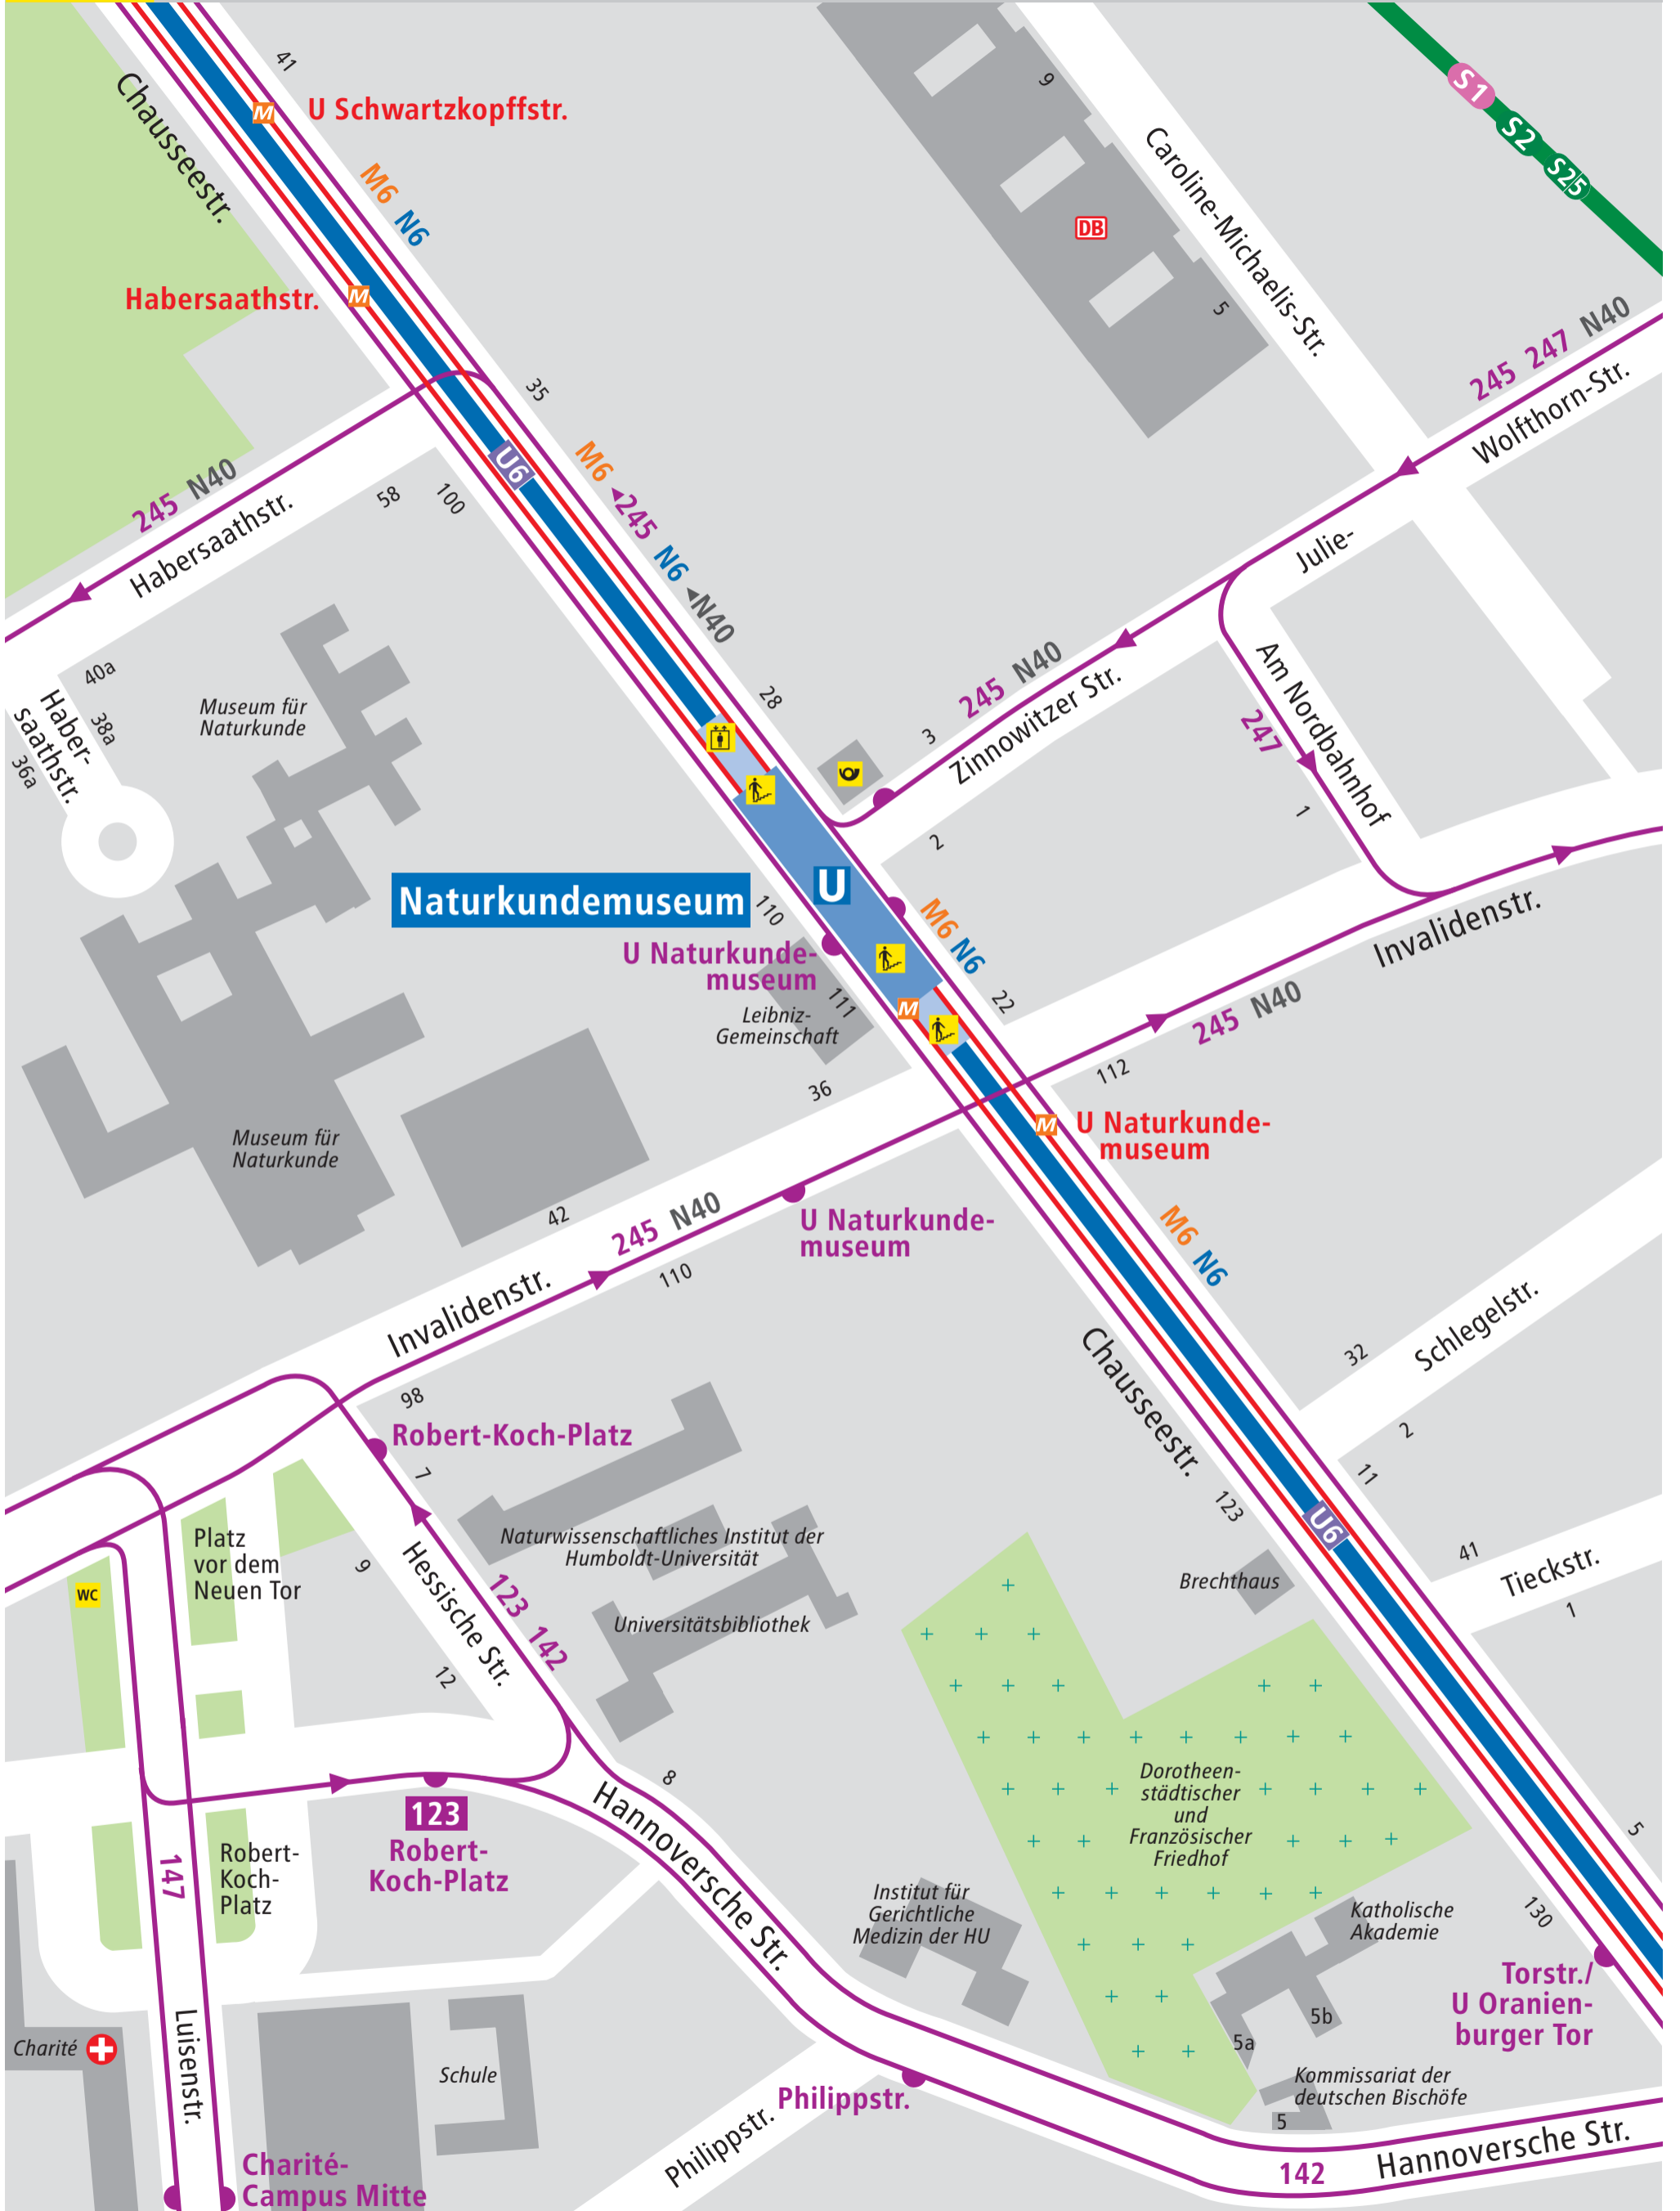 41
Chausseestr.
M
U Schwartzkopffstr.
M6 N6
Habersaathstr.
M
9
DB
5
Caroline-Michaelis-Str.
S1
S2
S25
245 247 N40
Wolfthorn-Str.
Julie-
35
U6
M6 ◀245 N6 ◀N40
245 N40
Habersaathstr.
58
100
40a
38a
36a
Haber-
saathstr.
Museum für
Naturkunde
28
3
245 N40
Zinnowitzer Str.
2
Am Nordbahnhof
247
1
Naturkundemuseum
U
110
U Naturkunde-
museum
111
Leibniz-
Gemeinschaft
M
M6 N6
22
Invalidenstr.
245 N40
112
36
M
U Naturkunde-
museum
Museum für
Naturkunde
42
245 N40
U Naturkunde-
museum
110
Invalidenstr.
M6 N6
Schlegelstr.
32
2
Chausseestr.
11
123
U6
98
Robert-Koch-Platz
7
Naturwissenschaftliches Institut der
Humboldt-Universität
Universitätsbibliothek
Platz
vor dem
Neuen Tor
WC
9
Hessische Str.
123 142
12
Brechthaus
41
Tieckstr.
1
8
Hannoversche Str.
123
Robert-
Koch-Platz
Robert-
Koch-
Platz
147
Dorotheen-
städtischer
und
Französischer
Friedhof
5
Institut für
Gerichtliche
Medizin der HU
Katholische
Akademie
130
Torstr./
U Oranien-
burger Tor
5b
5a
Charité
Luisenstr.
Schule
Kommissariat der
deutschen Bischöfe
5
Philippstr.
Philippstr.
Hannoversche Str.
142
Charité-
Campus Mitte